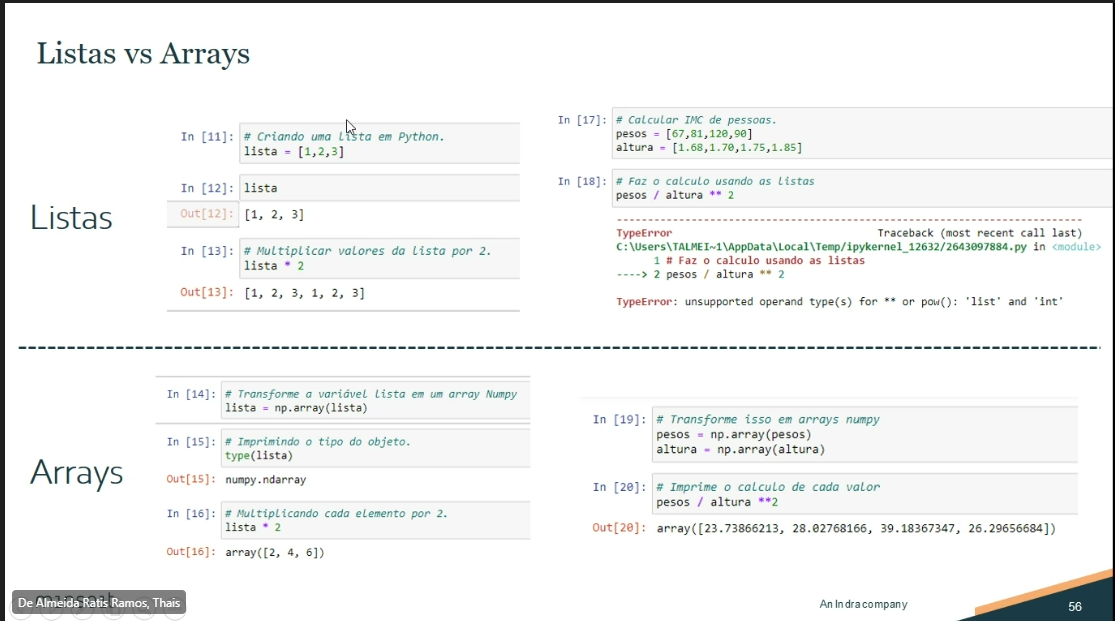 Listas vs Arrays
Listas
In [11]: # Criando uma lista em Python.
lista = [1,2,3]
In [12]: lista
Out[12]: [1, 2, 3]
In [13]: # Multiplicar valores da lista por 2.
lista * 2
Out[13]: [1, 2, 3, 1, 2, 3]
In [17]: # Calcular IMC de pessoas.
pesos = [67,81,120,90]
altura = [1.68,1.70,1.75,1.85]
In [18]: # Faz o calculo usando as listas
pesos / altura ** 2
---------------------------------------------------------------------------
TypeError Traceback (most recent call last)
C:\Users\TALMEI~1\AppData\Local\Temp/ipykernel_12632/2643097884.py in <module>
1 # Faz o calculo usando as listas
----> 2 pesos / altura ** 2
TypeError: unsupported operand type(s) for ** or pow(): 'list' and 'int'
Arrays
In [14]: # Transforme a variável lista em um array Numpy
lista = np.array(lista)
In [15]: # Imprimindo o tipo do objeto.
type(lista)
Out[15]: numpy.ndarray
In [16]: # Multiplicando cada elemento por 2.
lista * 2
Out[16]: array([2, 4, 6])
In [19]: # Transforme isso em arrays numpy
pesos = np.array(pesos)
altura = np.array(altura)
In [20]: # Imprime o calculo de cada valor
pesos / altura **2
Out[20]: array([23.73866213, 28.02768166, 39.18367347, 26.29656684])
De Almeida Ratis Ramos, Thais
An Indra company
56